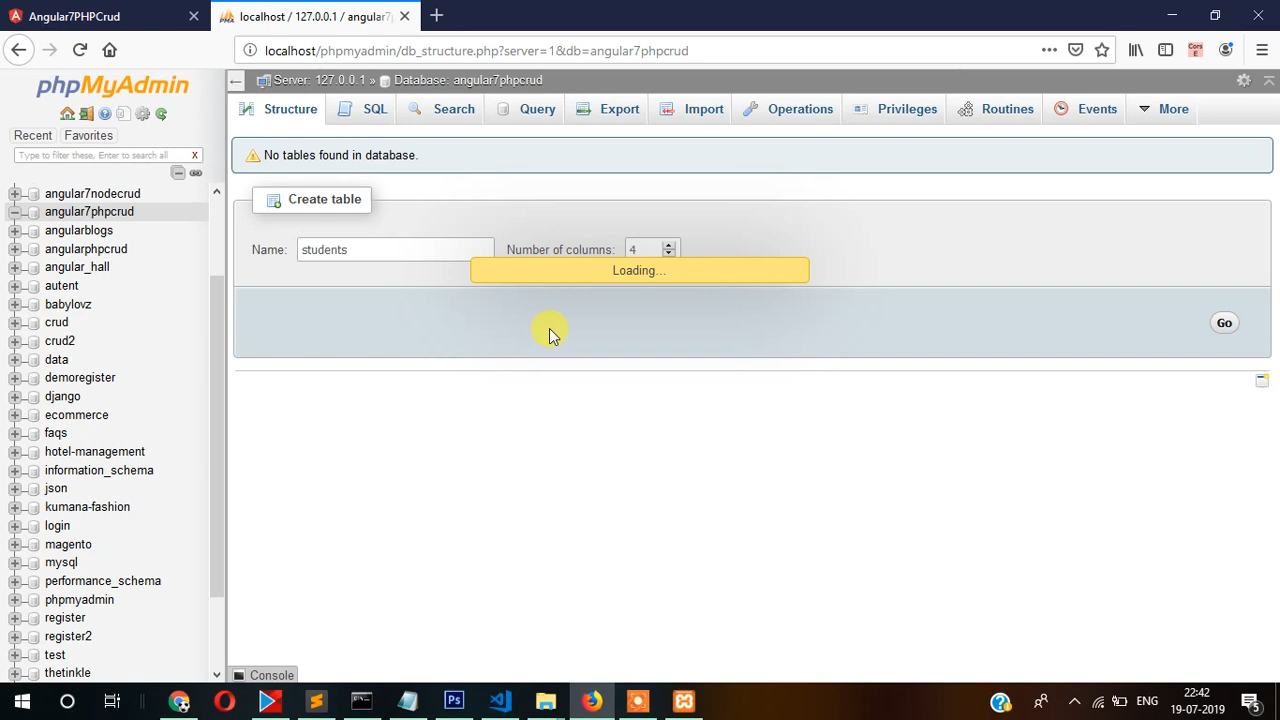 Angular7PHPCrud
localhost / 127.0.0.1 / angular7p
localhost/phpmyadmin/db_structure.php?server=1&db=angular7phpcrud
phpMyAdmin
Recent Favorites
Type to filter these, Enter to search all X
angular7nodecrud
angular7phpcrud
angularblogs
angularphpcrud
angular_hall
autent
babylovz
crud
crud2
data
demoregister
django
ecommerce
faqs
hotel-management
information_schema
json
kumana-fashion
login
magento
mysql
performance_schema
phpmyadmin
register
register2
test
thetinkle
Server: 127.0.0.1 » Database: angular7phpcrud
Structure SQL Search Query Export Import Operations Privileges Routines Events More
No tables found in database.
Create table
Name: students Number of columns: 4
Loading...
Go
Console
Ps
ENG 22:42
19-07-2019 5